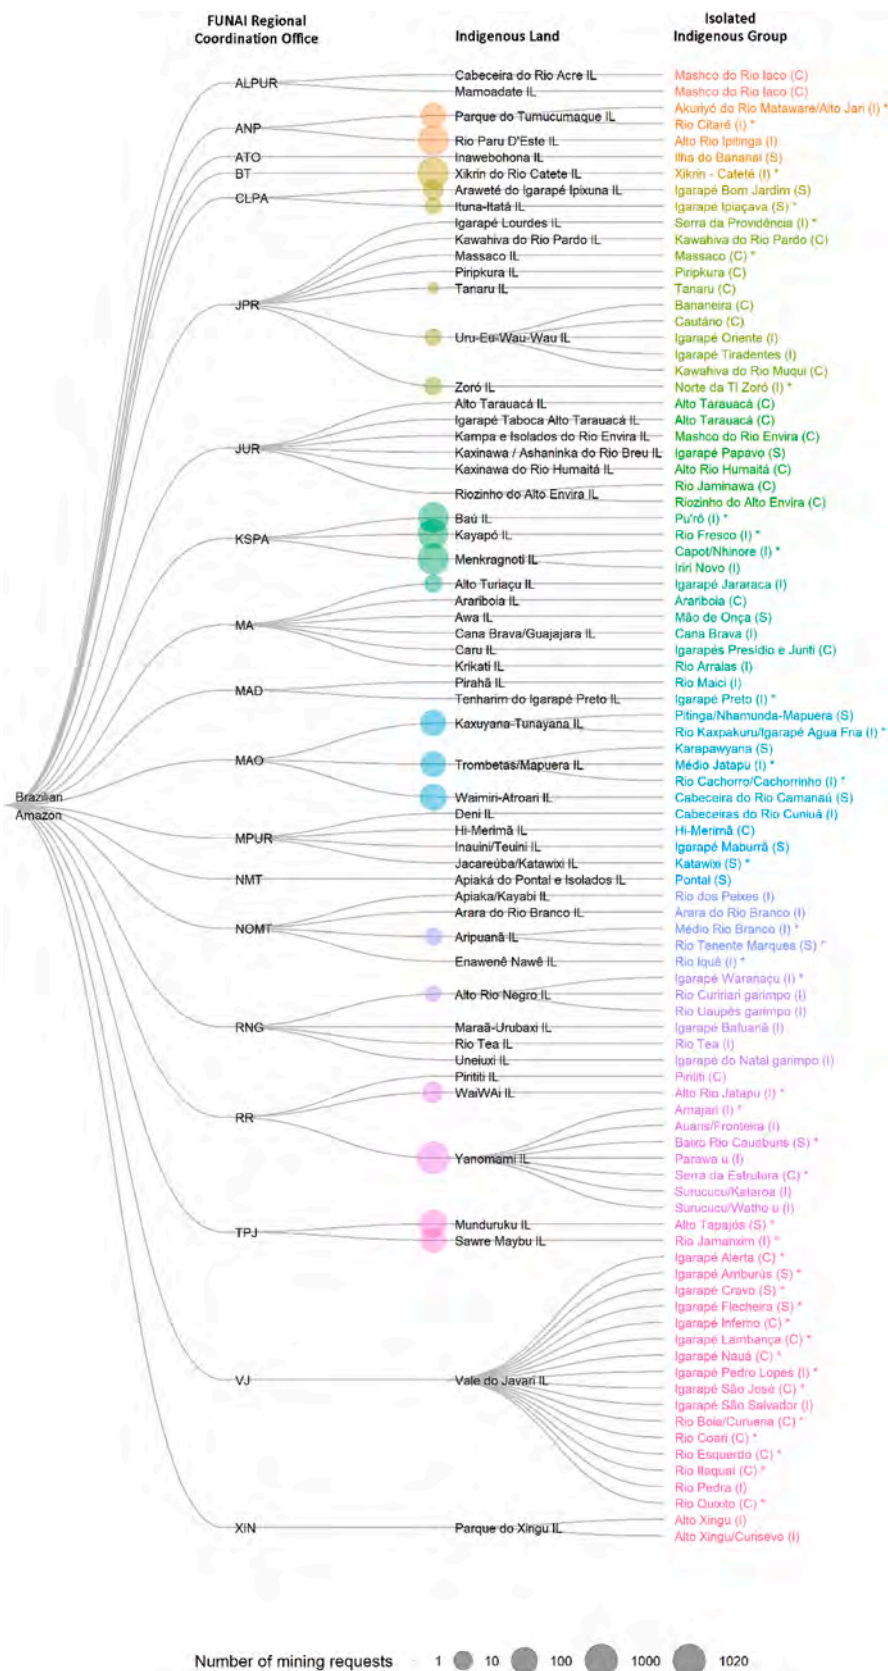 FUNAI Regional
Coordination Office
Indigenous Land
Isolated
Indigenous Group
Brazilian
Amazon
ALPUR
Cabeceira do Rio Acre IL
Mashco do Rio Iaco (C)
Mamoadate IL
Mashco do Rio Iaco (C)
ANP
Parque do Tumucumaque IL
Akuriyó do Rio Mataware/Alto Jari (I) *
Rio Citaré (I) *
Rio Paru D'Este IL
Alto Rio Ipitinga (I)
ATO
Inawebohona IL
Ilha do Bananal (S)
BT
Xikrin do Rio Catete IL
Xikrin - Cateté (I) *
CLPA
Araweté do Igarapé Ipixuna IL
Igarapé Bom Jardim (S)
Ituna-Itatá IL
Igarapé Ipiaçava (S) *
JPR
Igarapé Lourdes IL
Serra da Providência (I) *
Kawahiva do Rio Pardo IL
Kawahiva do Rio Pardo (C)
Massaco IL
Massaco (C) *
Piripkura IL
Piripkura (C)
Tanaru IL
Tanaru (C)
Uru-Eu-Wau-Wau IL
Bananeira (C)
Cautário (C)
Igarapé Oriente (I)
Igarapé Tiradentes (I)
Kawahiva do Rio Muqui (C)
Zoró IL
Norte da TI Zoró (I) *
JUR
Alto Tarauacá IL
Alto Tarauacá (C)
Igarapé Taboca Alto Tarauacá IL
Alto Tarauacá (C)
Kampa e Isolados do Rio Envira IL
Mashco do Rio Envira (C)
Kaxinawa / Ashaninka do Rio Breu IL
Igarapé Papavo (S)
Kaxinawa do Rio Humaitá IL
Alto Rio Humaitá (C)
Riozinho do Alto Envira IL
Rio Jaminawa (C)
Riozinho do Alto Envira (C)
KSPA
Baú IL
Pu'rô (I) *
Kayapó IL
Rio Fresco (I) *
Menkragnoti IL
Capot/Nhinore (I) *
Iriri Novo (I)
MA
Alto Turiaçu IL
Igarapé Jararaca (I)
Arariboia IL
Arariboia (C)
Awa IL
Mão de Onça (S)
Cana Brava/Guajajara IL
Cana Brava (I)
Caru IL
Igarapés Presídio e Juriti (C)
Krikati IL
Rio Arraias (I)
MAD
Pirahã IL
Rio Maici (I)
Tenharim do Igarapé Preto IL
Igarapé Preto (I) *
MAO
Kaxuyana-Tunayana IL
Pitinga/Nhamunda-Mapuera (S)
Rio Kaxpakuru/Igarapé Agua Fria (I) *
Trombetas/Mapuera IL
Karapawyana (S)
Médio Jatapu (I) *
Rio Cachorro/Cachorrinho (I) *
Waimiri-Atroari IL
Cabeceira do Rio Camanaú (S)
MPUR
Deni IL
Cabeceiras do Rio Cuniuá (I)
Hi-Merimã IL
Hi-Merimã (C)
Inauini/Teuini IL
Igarapé Maburrã (S)
Jacareúba/Katawixi IL
Katawixi (S) *
NMT
Apiaká do Pontal e Isolados IL
Pontal (S)
NOMT
Apiaka/Kayabi IL
Rio dos Peixes (I)
Arara do Rio Branco IL
Arara do Rio Branco (I)
Aripuanã IL
Médio Rio Branco (I) *
Rio Tenente Marques (S) *
Enawenê Nawê IL
Rio Iquê (I) *
RNG
Alto Rio Negro IL
Igarapé Waranaçu (I) *
Rio Cuririari garimpo (I)
Rio Uaupés garimpo (I)
Maraã-Urubaxi IL
Igarapé Bafuanã (I)
Rio Tea IL
Rio Tea (I)
Uneiuxi IL
Igarapé do Natal garimpo (I)
RR
Pirititi IL
Piriliti (C)
WaiWAi IL
Alto Rio Jatapu (I) *
Yanomami IL
Amajari (I) *
Auaris/Fronteira (I)
Baixo Rio Cauaburis (S) *
Parawa u (I)
Serra da Estrutura (C) *
Surucucu/Kataroa (I)
Surucucu/Watho u (I)
TPJ
Munduruku IL
Alto Tapajós (S) *
Sawre Maybu IL
Rio Jamanxim (I) *
VJ
Vale do Javari IL
Igarapé Alerta (C) *
Igarapé Amburús (S) *
Igarapé Cravo (S) *
Igarapé Flecheira (S) *
Igarapé Inferno (C) *
Igarapé Lambança (C) *
Igarapé Nauá (C) *
Igarapé Pedro Lopes (I) *
Igarapé São José (C) *
Igarapé São Salvador (I)
Rio Boia/Curuena (C) *
Rio Coari (C) *
Rio Esquerdo (C) *
Rio Itaquaí (C) *
Rio Pedra (I)
Rio Quixito (C) *
XIN
Parque do Xingu IL
Alto Xingu (I)
Alto Xingu/Curisevo (I)
Number of mining requests 1 10 100 1000 1020